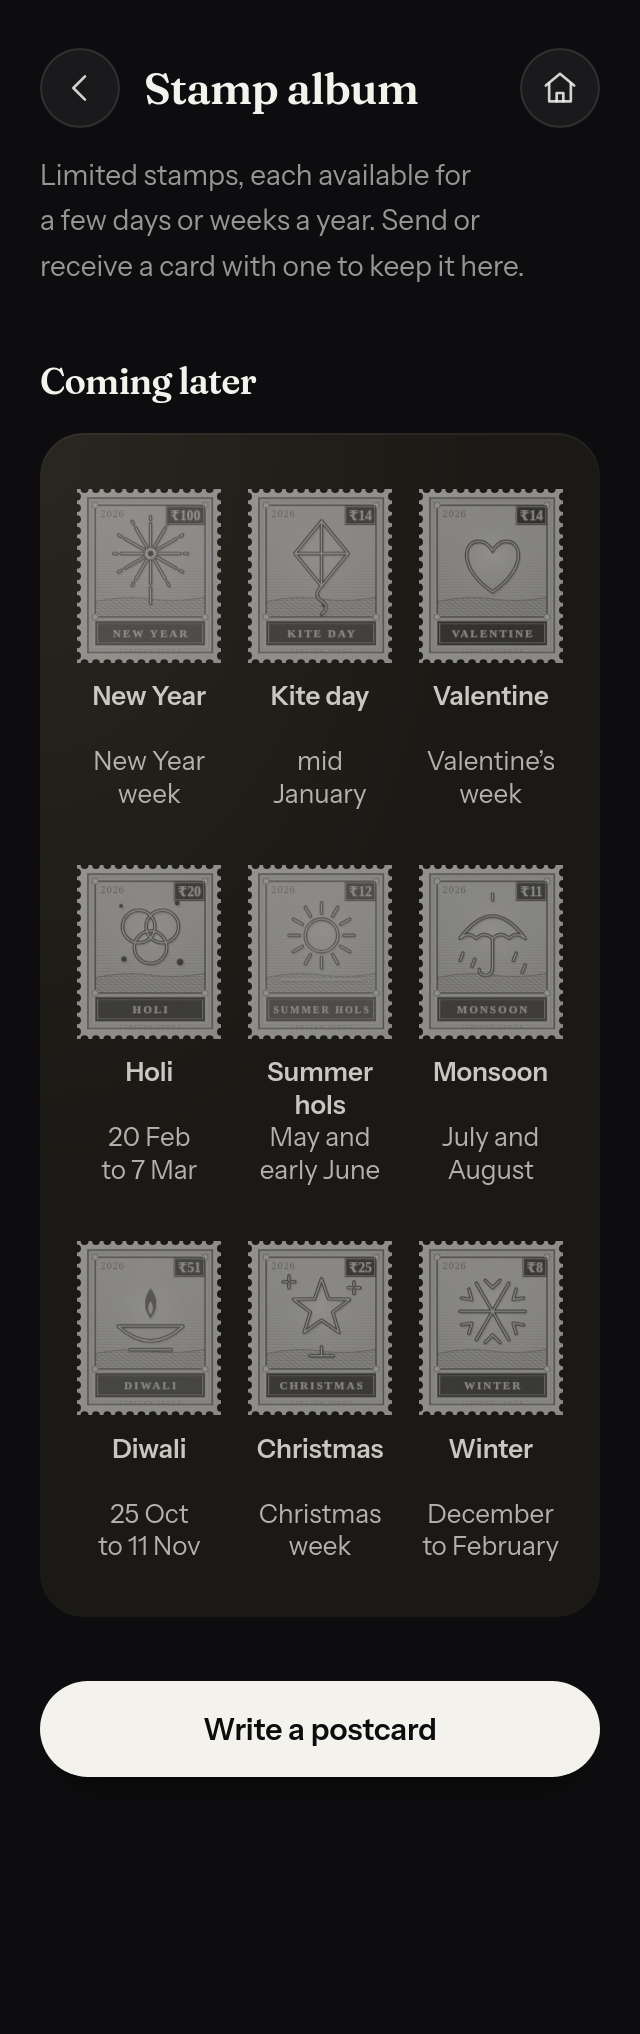 Stamp album
Limited stamps, each available for
a few days or weeks a year. Send or
receive a card with one to keep it here.
Coming later
2026 ₹100
NEW YEAR
2026 ₹14
KITE DAY
2026 ₹14
VALENTINE
New Year
Kite day
Valentine
New Year
week
mid
January
Valentine’s
week
2026 ₹20
HOLI
2026 ₹12
SUMMER HOLS
2026 ₹11
MONSOON
Holi
Summer
hols
Monsoon
20 Feb
to 7 Mar
May and
early June
July and
August
2026 ₹51
DIWALI
2026 ₹25
CHRISTMAS
2026 ₹8
WINTER
Diwali
Christmas
Winter
25 Oct
to 11 Nov
Christmas
week
December
to February
Write a postcard